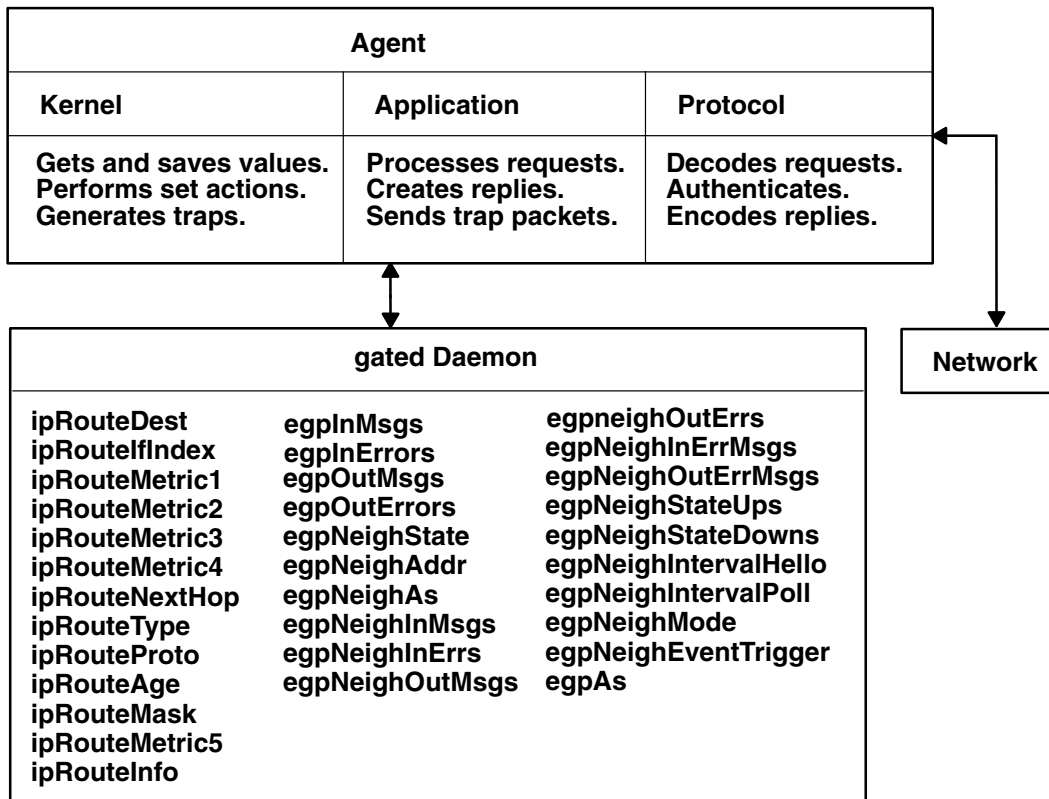 Agent
Kernel
Application
Protocol
Gets and saves values.
Performs set actions.
Generates traps.
Processes requests.
Creates replies.
Sends trap packets.
Decodes requests.
Authenticates.
Encodes replies.
Network
gated Daemon
ipRouteDest
ipRouteIfIndex
ipRouteMetric1
ipRouteMetric2
ipRouteMetric3
ipRouteMetric4
ipRouteNextHop
ipRouteType
ipRouteProto
ipRouteAge
ipRouteMask
ipRouteMetric5
ipRouteInfo
egpInMsgs
egpInErrors
egpOutMsgs
egpOutErrors
egpNeighState
egpNeighAddr
egpNeighAs
egpNeighInMsgs
egpNeighInErrs
egpNeighOutMsgs
egpneighOutErrs
egpNeighInErrMsgs
egpNeighOutErrMsgs
egpNeighStateUps
egpNeighStateDowns
egpNeighIntervalHello
egpNeighIntervalPoll
egpNeighMode
egpNeighEventTrigger
egpAs